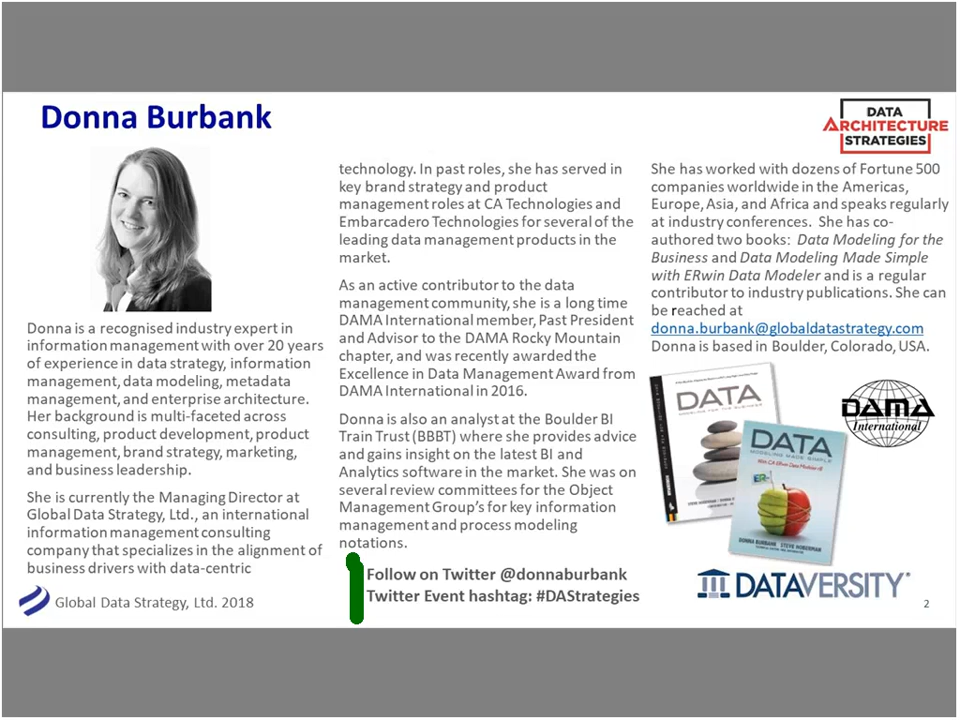 Donna Burbank
DATA
ARCHITECTURE
STRATEGIES
Donna is a recognised industry expert in
information management with over 20 years
of experience in data strategy, information
management, data modeling, metadata
management, and enterprise architecture.
Her background is multi-faceted across
consulting, product development, product
management, brand strategy, marketing,
and business leadership.
She is currently the Managing Director at
Global Data Strategy, Ltd., an international
information management consulting
company that specializes in the alignment of
business drivers with data-centric
technology. In past roles, she has served in
key brand strategy and product
management roles at CA Technologies and
Embarcadero Technologies for several of the
leading data management products in the
market.
As an active contributor to the data
management community, she is a long time
DAMA International member, Past President
and Advisor to the DAMA Rocky Mountain
chapter, and was recently awarded the
Excellence in Data Management Award from
DAMA International in 2016.
Donna is also an analyst at the Boulder BI
Train Trust (BBBT) where she provides advice
and gains insight on the latest BI and
Analytics software in the market. She was on
several review committees for the Object
Management Group's for key information
management and process modeling
notations.
Follow on Twitter @donnaburbank
Twitter Event hashtag: #DAStrategies
She has worked with dozens of Fortune 500
companies worldwide in the Americas,
Europe, Asia, and Africa and speaks regularly
at industry conferences. She has co-
authored two books: Data Modeling for the
Business and Data Modeling Made Simple
with ERwin Data Modeler and is a regular
contributor to industry publications. She can
be reached at
donna.burbank@globaldatastrategy.com
Donna is based in Boulder, Colorado, USA.
DATA
MODELING FOR THE BUSINESS
DATA
MODELING MADE SIMPLE
With CA ERwin Data Modeler r8
ER
DONNA BURBANK STEVE HOBERMAN
DAMA
International
DATAVERSITY
Global Data Strategy, Ltd. 2018
2